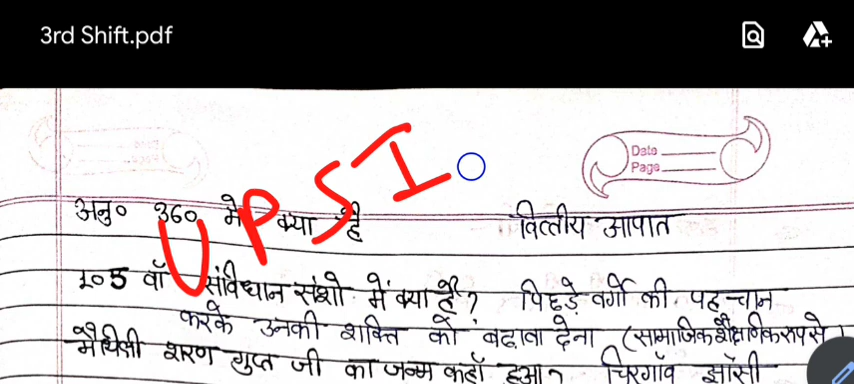 3rd Shift.pdf
UPSI
Date
Page
अनु० 360 में क्या है वित्तीय आपात
105 वाँ संविधान संशो. में क्या है? पिछड़े वर्गो की पहचान
करके उनकी शक्ति को बढ़ावा देना (सामाजिक शैक्षणिक रूप से)
मैथिली शरण गुप्त जी का जन्म कहाँ हुआ? चिरगाँव झाँसी